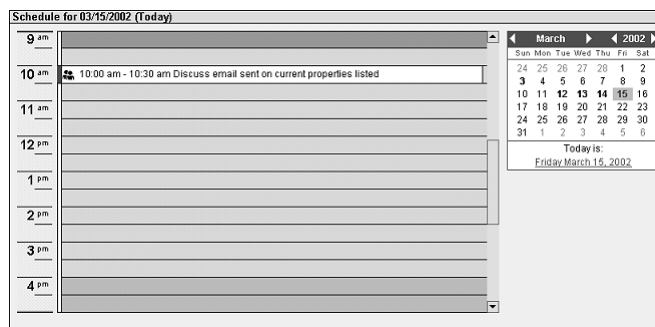 Schedule for 03/15/2002 (Today)
9 am
10 am
10:00 am - 10:30 am Discuss email sent on current properties listed
11 am
12 pm
1 pm
2 pm
3 pm
4 pm
March 2002
Sun Mon Tue Wed Thu Fri Sat
24 25 26 27 28 1 2
3 4 5 6 7 8 9
10 11 12 13 14 15 16
17 18 19 20 21 22 23
24 25 26 27 28 29 30
31 1 2 3 4 5 6
Today is:
Friday March 15, 2002